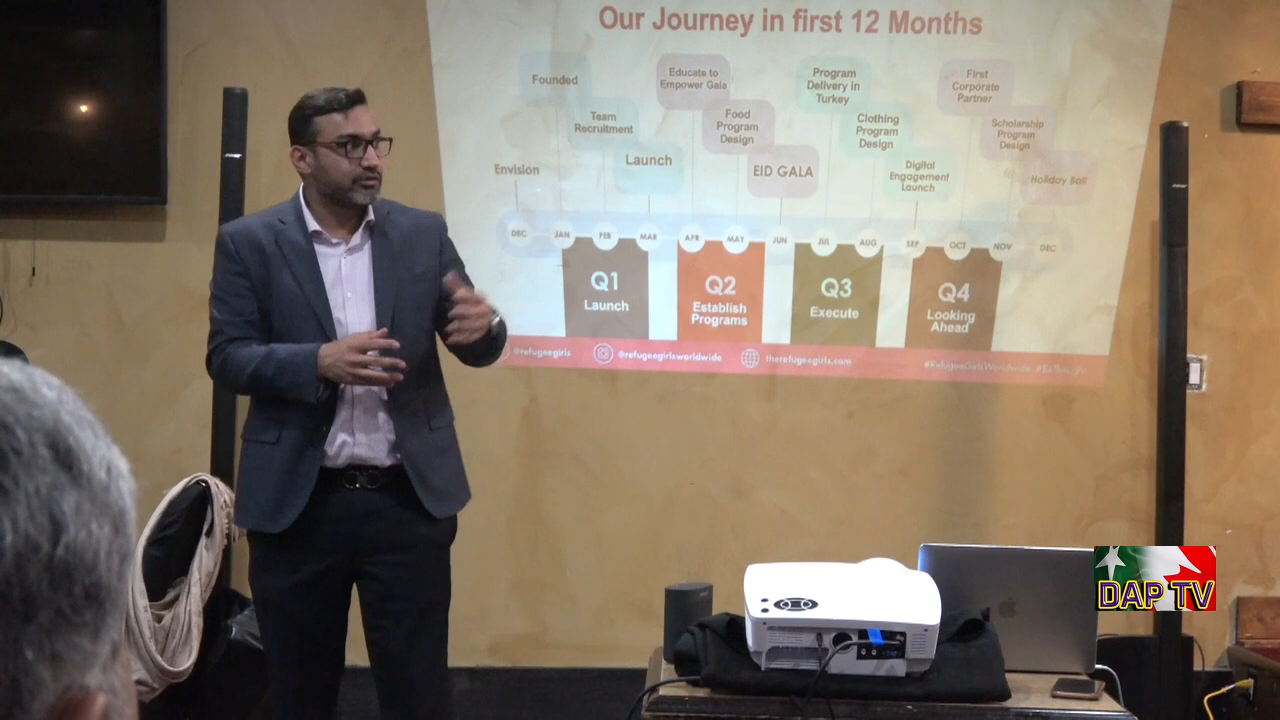 Our Journey in first 12 Months
Founded
Educate to
Empower Gala
Program
Delivery in
Turkey
First
Corporate
Partner
Team
Recruitment
Food
Program
Design
Clothing
Program
Design
Scholarship
Program
Design
Envision
Launch
EID GALA
Digital
Engagement
Launch
Holiday Ball
DEC JAN FEB MAR APR MAY JUN JUL AUG SEP OCT NOV DEC
Q1
Launch
Q2
Establish
Programs
Q3
Execute
Q4
Looking
Ahead
@refugeegirls @refugeegirlsworldwide therefugeegirls.com #RefugeeGirlsWorldwide
DAP TV